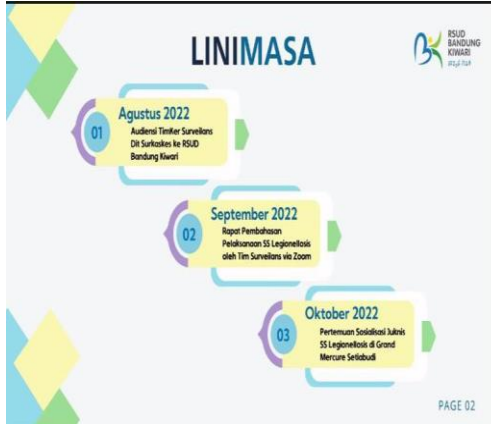 LINIMASA
RSUD
BANDUNG
KIWARI
Agustus 2022
01
Audiensi TimKer Surveilans
Dit Surkaskes ke RSUD
Bandung Kiwari
September 2022
02
Rapat Pembahasan
Pelaksanaan SS Legionellosis
oleh Tim Surveilans via Zoom
Oktober 2022
03
Pertemuan Sosialisasi Juknis
SS Legionellosis di Grand
Mercure Setiabudi
PAGE 02